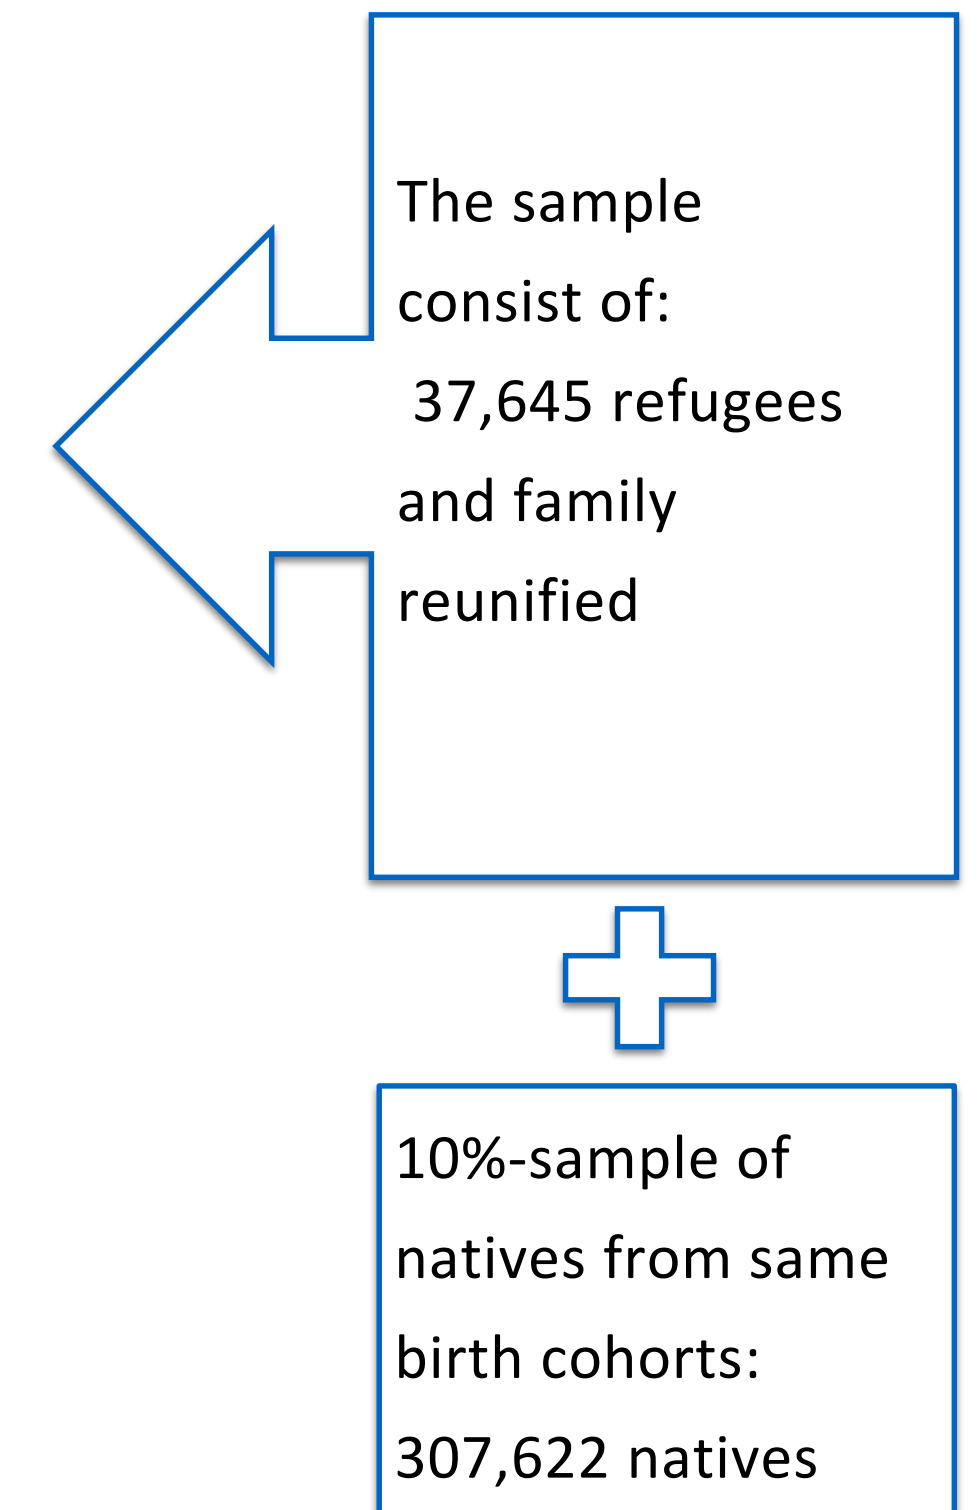 The sample
consist of:
37,645 refugees
and family
reunified
10%-sample of
natives from same
birth cohorts:
307,622 natives